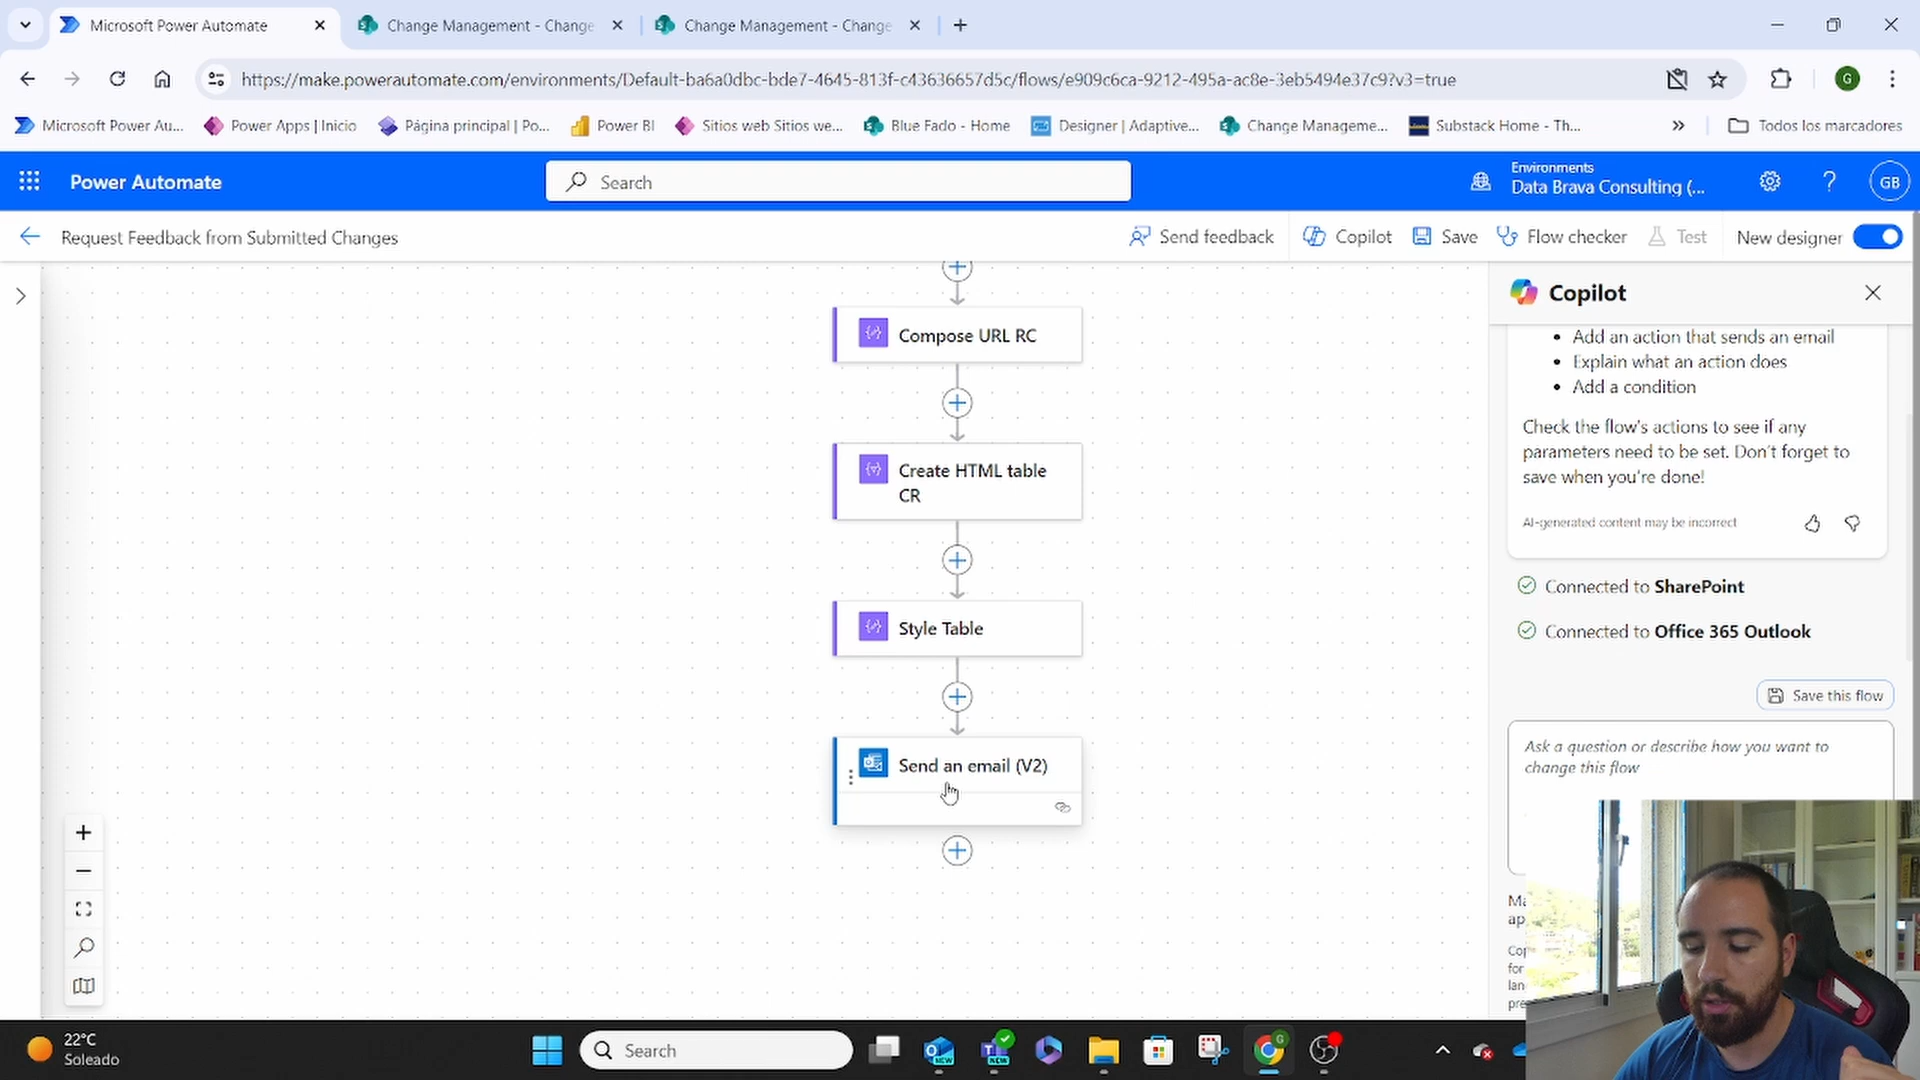 Microsoft Power Automate
Change Management - Change
Change Management - Change
https://make.powerautomate.com/environments/Default-ba6a0dbc-bde7-4645-813f-c43636657d5c/flows/e909c6ca-9212-495a-ac8e-3eb5494e37c9?v3=true
G
Microsoft Power Au...
Power Apps | Inicio
Página principal | Po...
Power BI
Sitios web Sitios we...
Blue Fado - Home
Designer | Adaptive...
Change Manageme...
Substack Home - Th...
Todos los marcadores
Power Automate
Search
Environments
Data Brava Consulting (...
GB
Request Feedback from Submitted Changes
Send feedback
Copilot
Save
Flow checker
Test
New designer
Compose URL RC
Create HTML table
CR
Style Table
Send an email (V2)
Copilot
• Add an action that sends an email
• Explain what an action does
• Add a condition
Check the flow's actions to see if any
parameters need to be set. Don't forget to
save when you're done!
AI-generated content may be incorrect
Connected to SharePoint
Connected to Office 365 Outlook
Save this flow
Ask a question or describe how you want to
change this flow
22°C
Soleado
Search
NEW
NEW
G